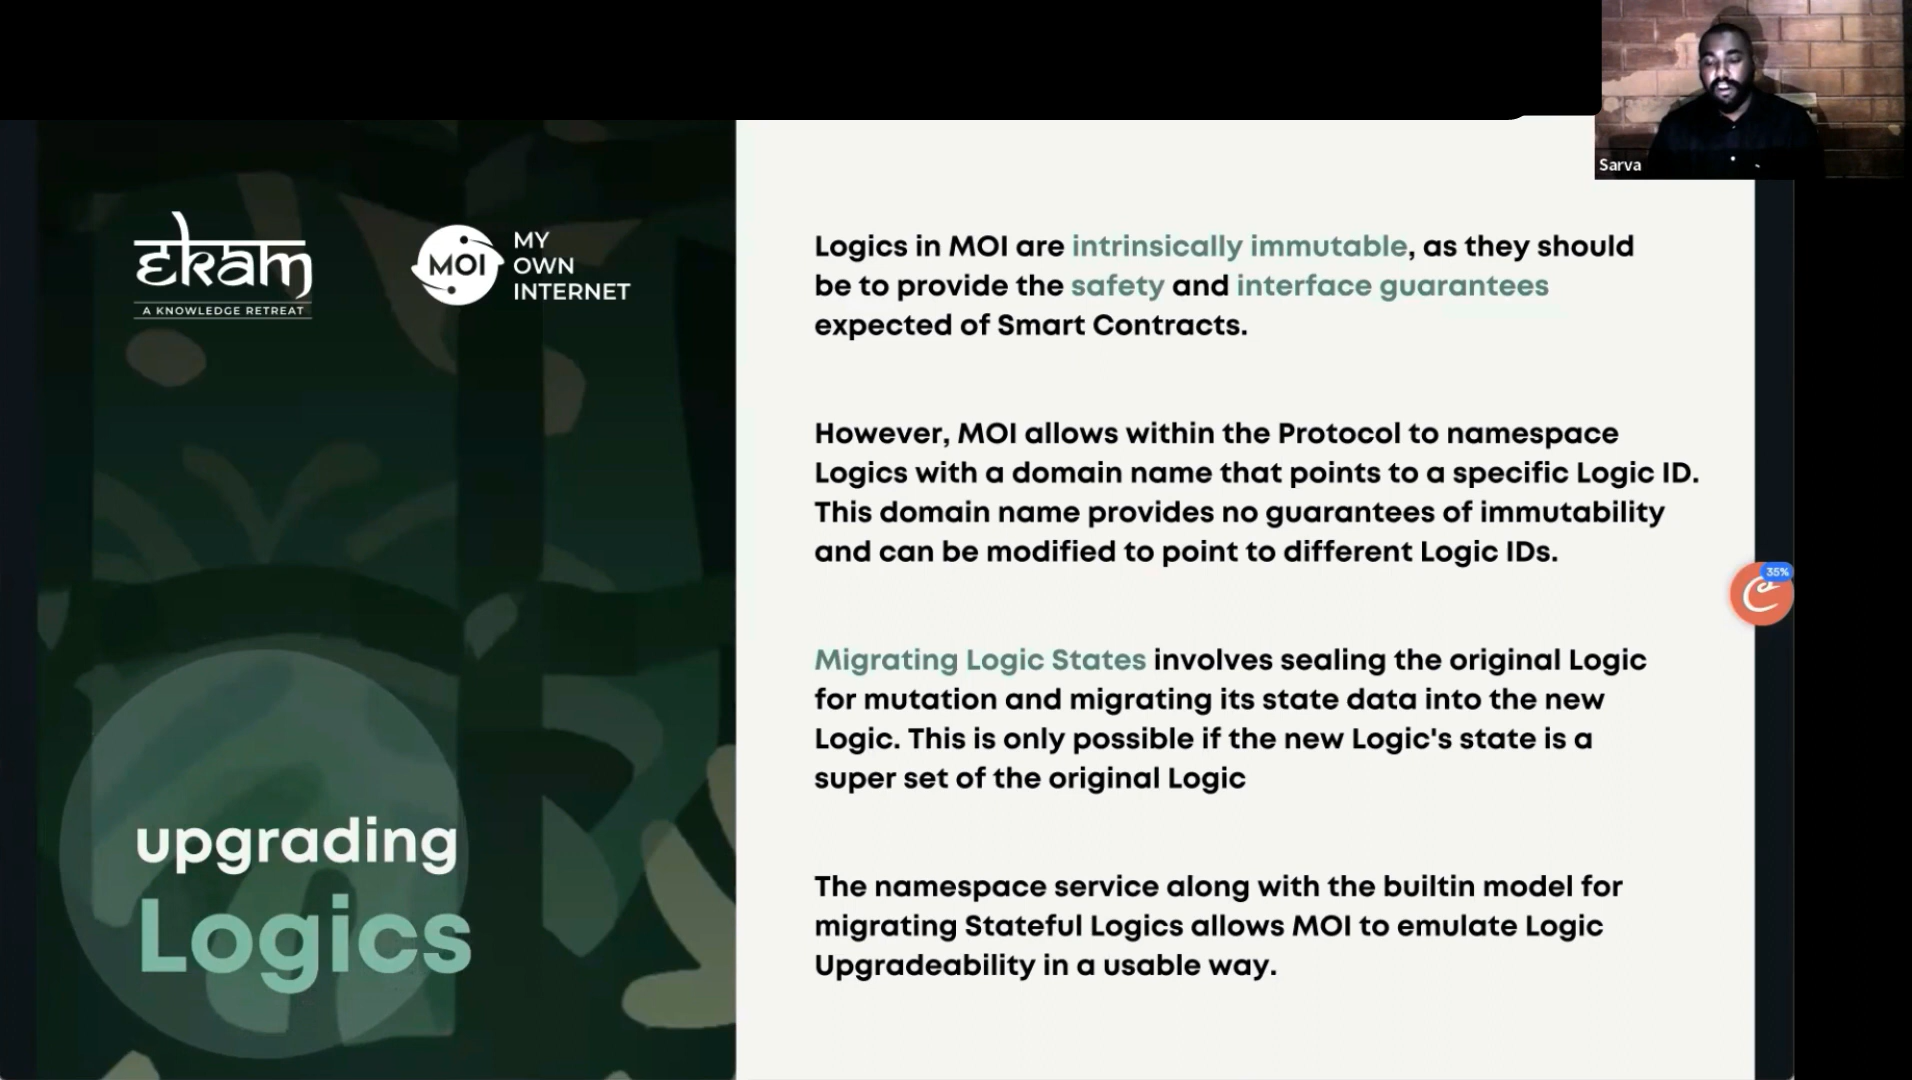 Sarva
ekam
A KNOWLEDGE RETREAT
MOI
MY
OWN
INTERNET
upgrading
Logics
Logics in MOI are intrinsically immutable, as they should
be to provide the safety and interface guarantees
expected of Smart Contracts.
However, MOI allows within the Protocol to namespace
Logics with a domain name that points to a specific Logic ID.
This domain name provides no guarantees of immutability
and can be modified to point to different Logic IDs.
Migrating Logic States involves sealing the original Logic
for mutation and migrating its state data into the new
Logic. This is only possible if the new Logic's state is a
super set of the original Logic
The namespace service along with the builtin model for
migrating Stateful Logics allows MOI to emulate Logic
Upgradeability in a usable way.
35%